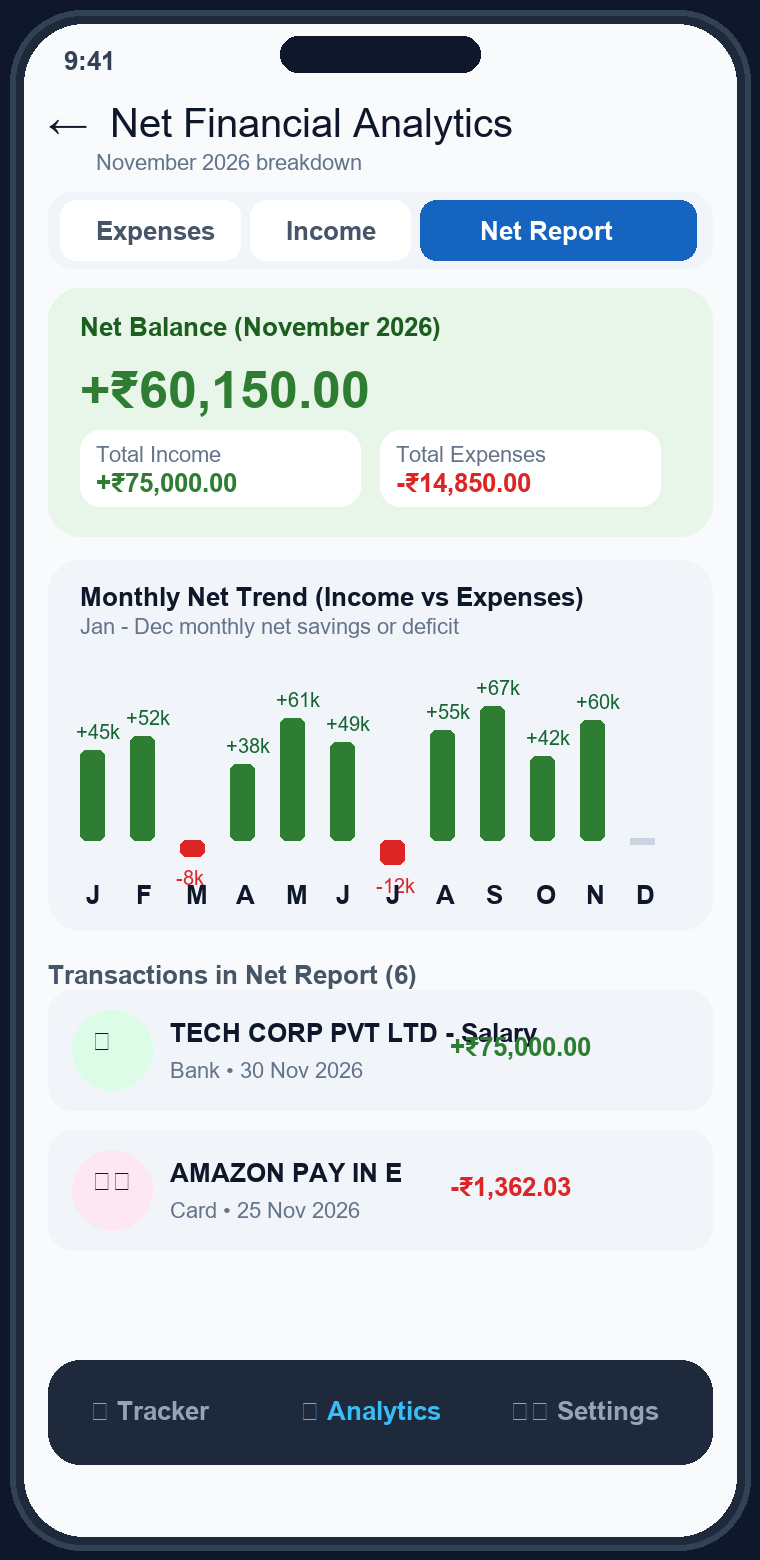 9:41
← Net Financial Analytics
November 2026 breakdown
Expenses Income Net Report
Net Balance (November 2026)
+₹60,150.00
Total Income Total Expenses
+₹75,000.00 -₹14,850.00
Monthly Net Trend (Income vs Expenses)
Jan - Dec monthly net savings or deficit
+45k +52k -8k +38k +61k +49k -12k +55k +67k +42k +60k
J F M A M J J A S O N D
Transactions in Net Report (6)
TECH CORP PVT LTD - Salary
+₹75,000.00
Bank • 30 Nov 2026
AMAZON PAY IN E
-₹1,362.03
Card • 25 Nov 2026
Tracker Analytics Settings